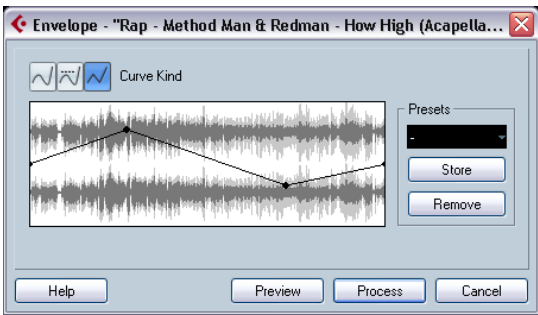 Envelope - "Rap - Method Man & Redman - How High (Acapella...
Curve Kind
Presets
-
Store
Remove
Help
Preview
Process
Cancel